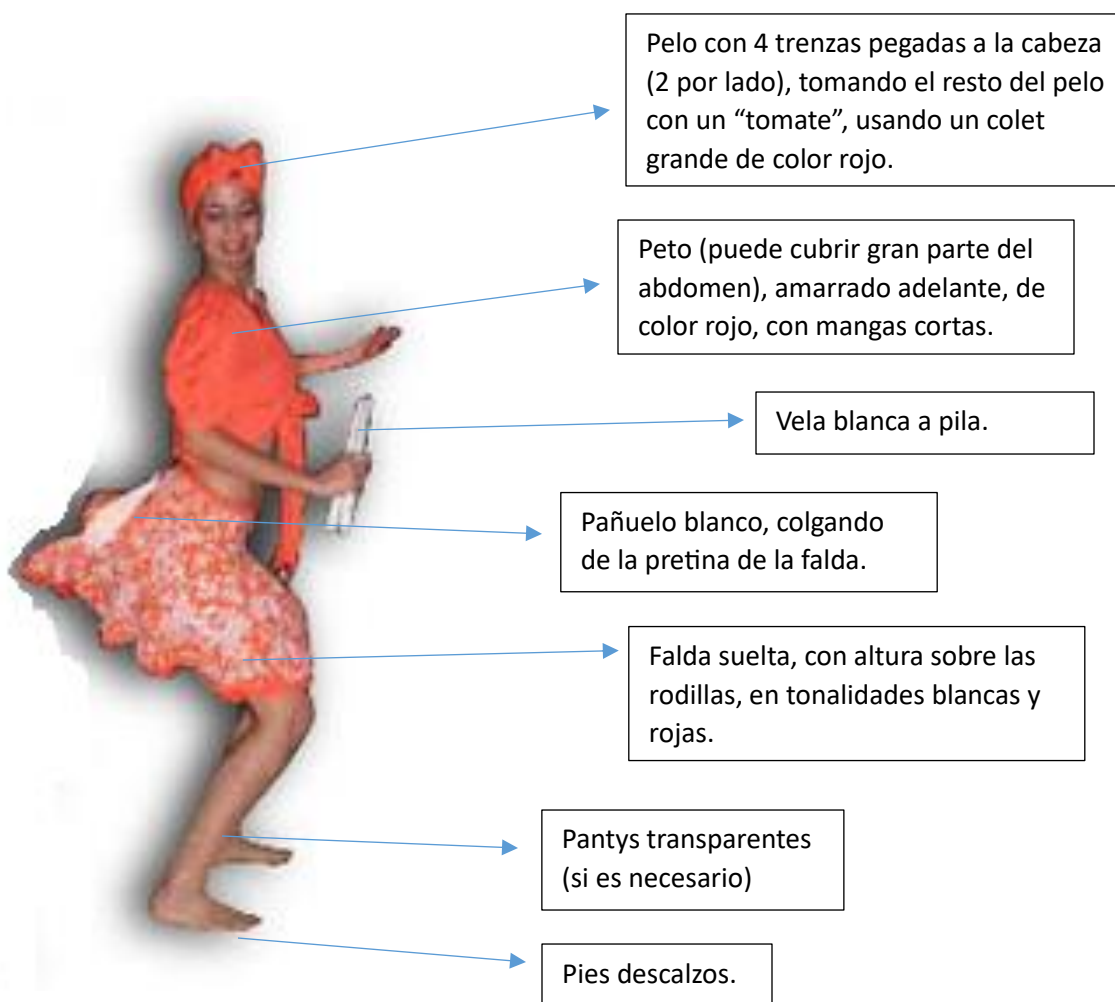 Pelo con 4 trenzas pegadas a la cabeza
(2 por lado), tomando el resto del pelo
con un “tomate”, usando un colet
grande de color rojo.
Peto (puede cubrir gran parte del
abdomen), amarrado adelante, de
color rojo, con mangas cortas.
Vela blanca a pila.
Pañuelo blanco, colgando
de la pretina de la falda.
Falda suelta, con altura sobre las
rodillas, en tonalidades blancas y
rojas.
Pantys transparentes
(si es necesario)
Pies descalzos.